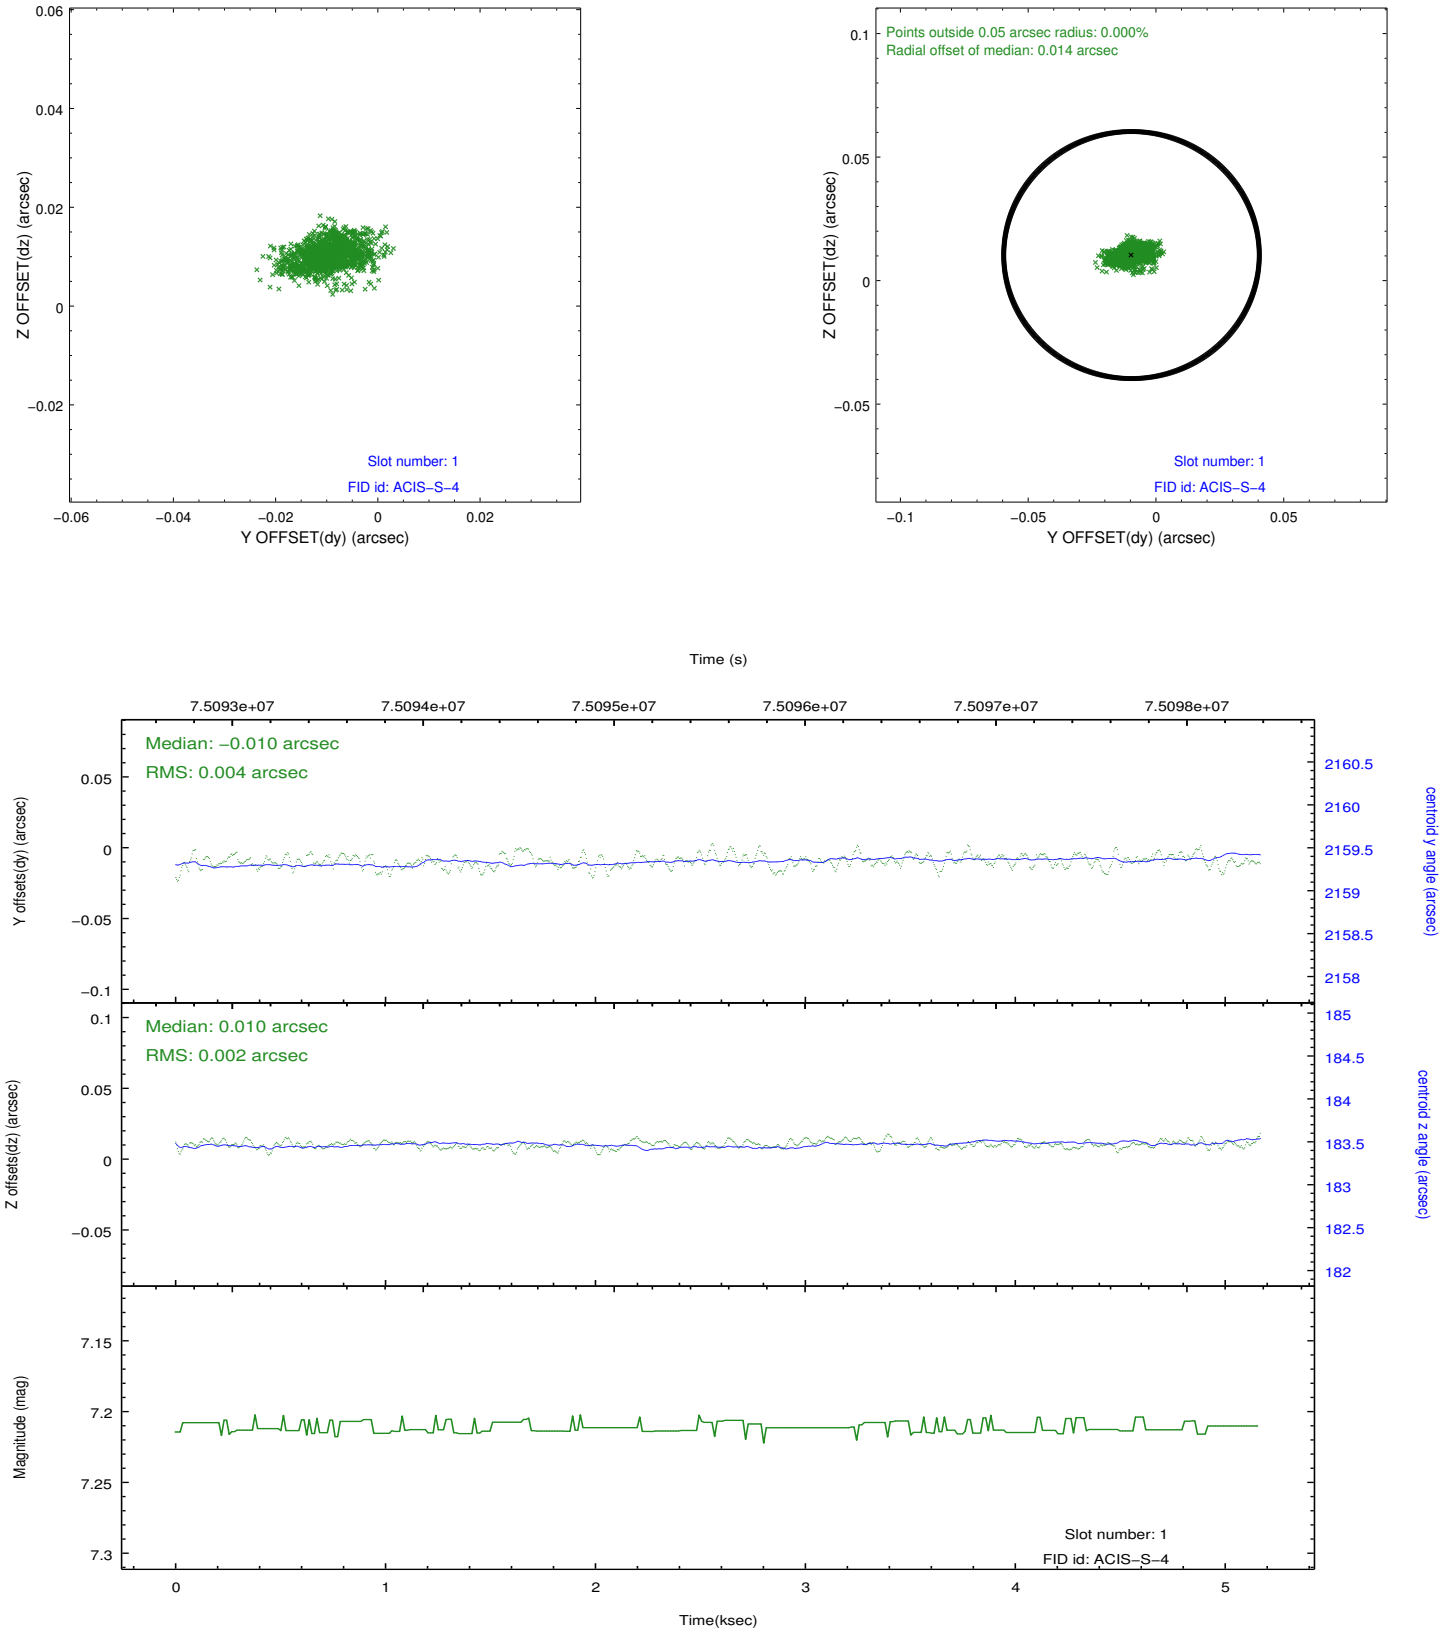 0.06
0.04
0.02
0
−0.02
Z OFFSET(dz) (arcsec)
Slot number: 1
FID id: ACIS−S−4
−0.06 −0.04 −0.02 0 0.02
Y OFFSET(dy) (arcsec)
Points outside 0.05 arcsec radius: 0.000%
Radial offset of median: 0.014 arcsec
0.1
0.05
0
−0.05
Z OFFSET(dz) (arcsec)
Slot number: 1
FID id: ACIS−S−4
−0.1 −0.05 0 0.05
Y OFFSET(dy) (arcsec)
Time (s)
7.5093e+07 7.5094e+07 7.5095e+07 7.5096e+07 7.5097e+07 7.5098e+07
Median: −0.010 arcsec
RMS: 0.004 arcsec
0.05
0
−0.05
−0.1
Y offsets(dy) (arcsec)
2160.5
2160
2159.5
2159
2158.5
2158
centroid y angle (arcsec)
Median: 0.010 arcsec
RMS: 0.002 arcsec
0.1
0.05
0
−0.05
Z offsets(dz) (arcsec)
185
184.5
184
183.5
183
182.5
182
centroid z angle (arcsec)
7.15
7.2
7.25
7.3
Magnitude (mag)
Slot number: 1
FID id: ACIS−S−4
0 1 2 3 4 5
Time(ksec)